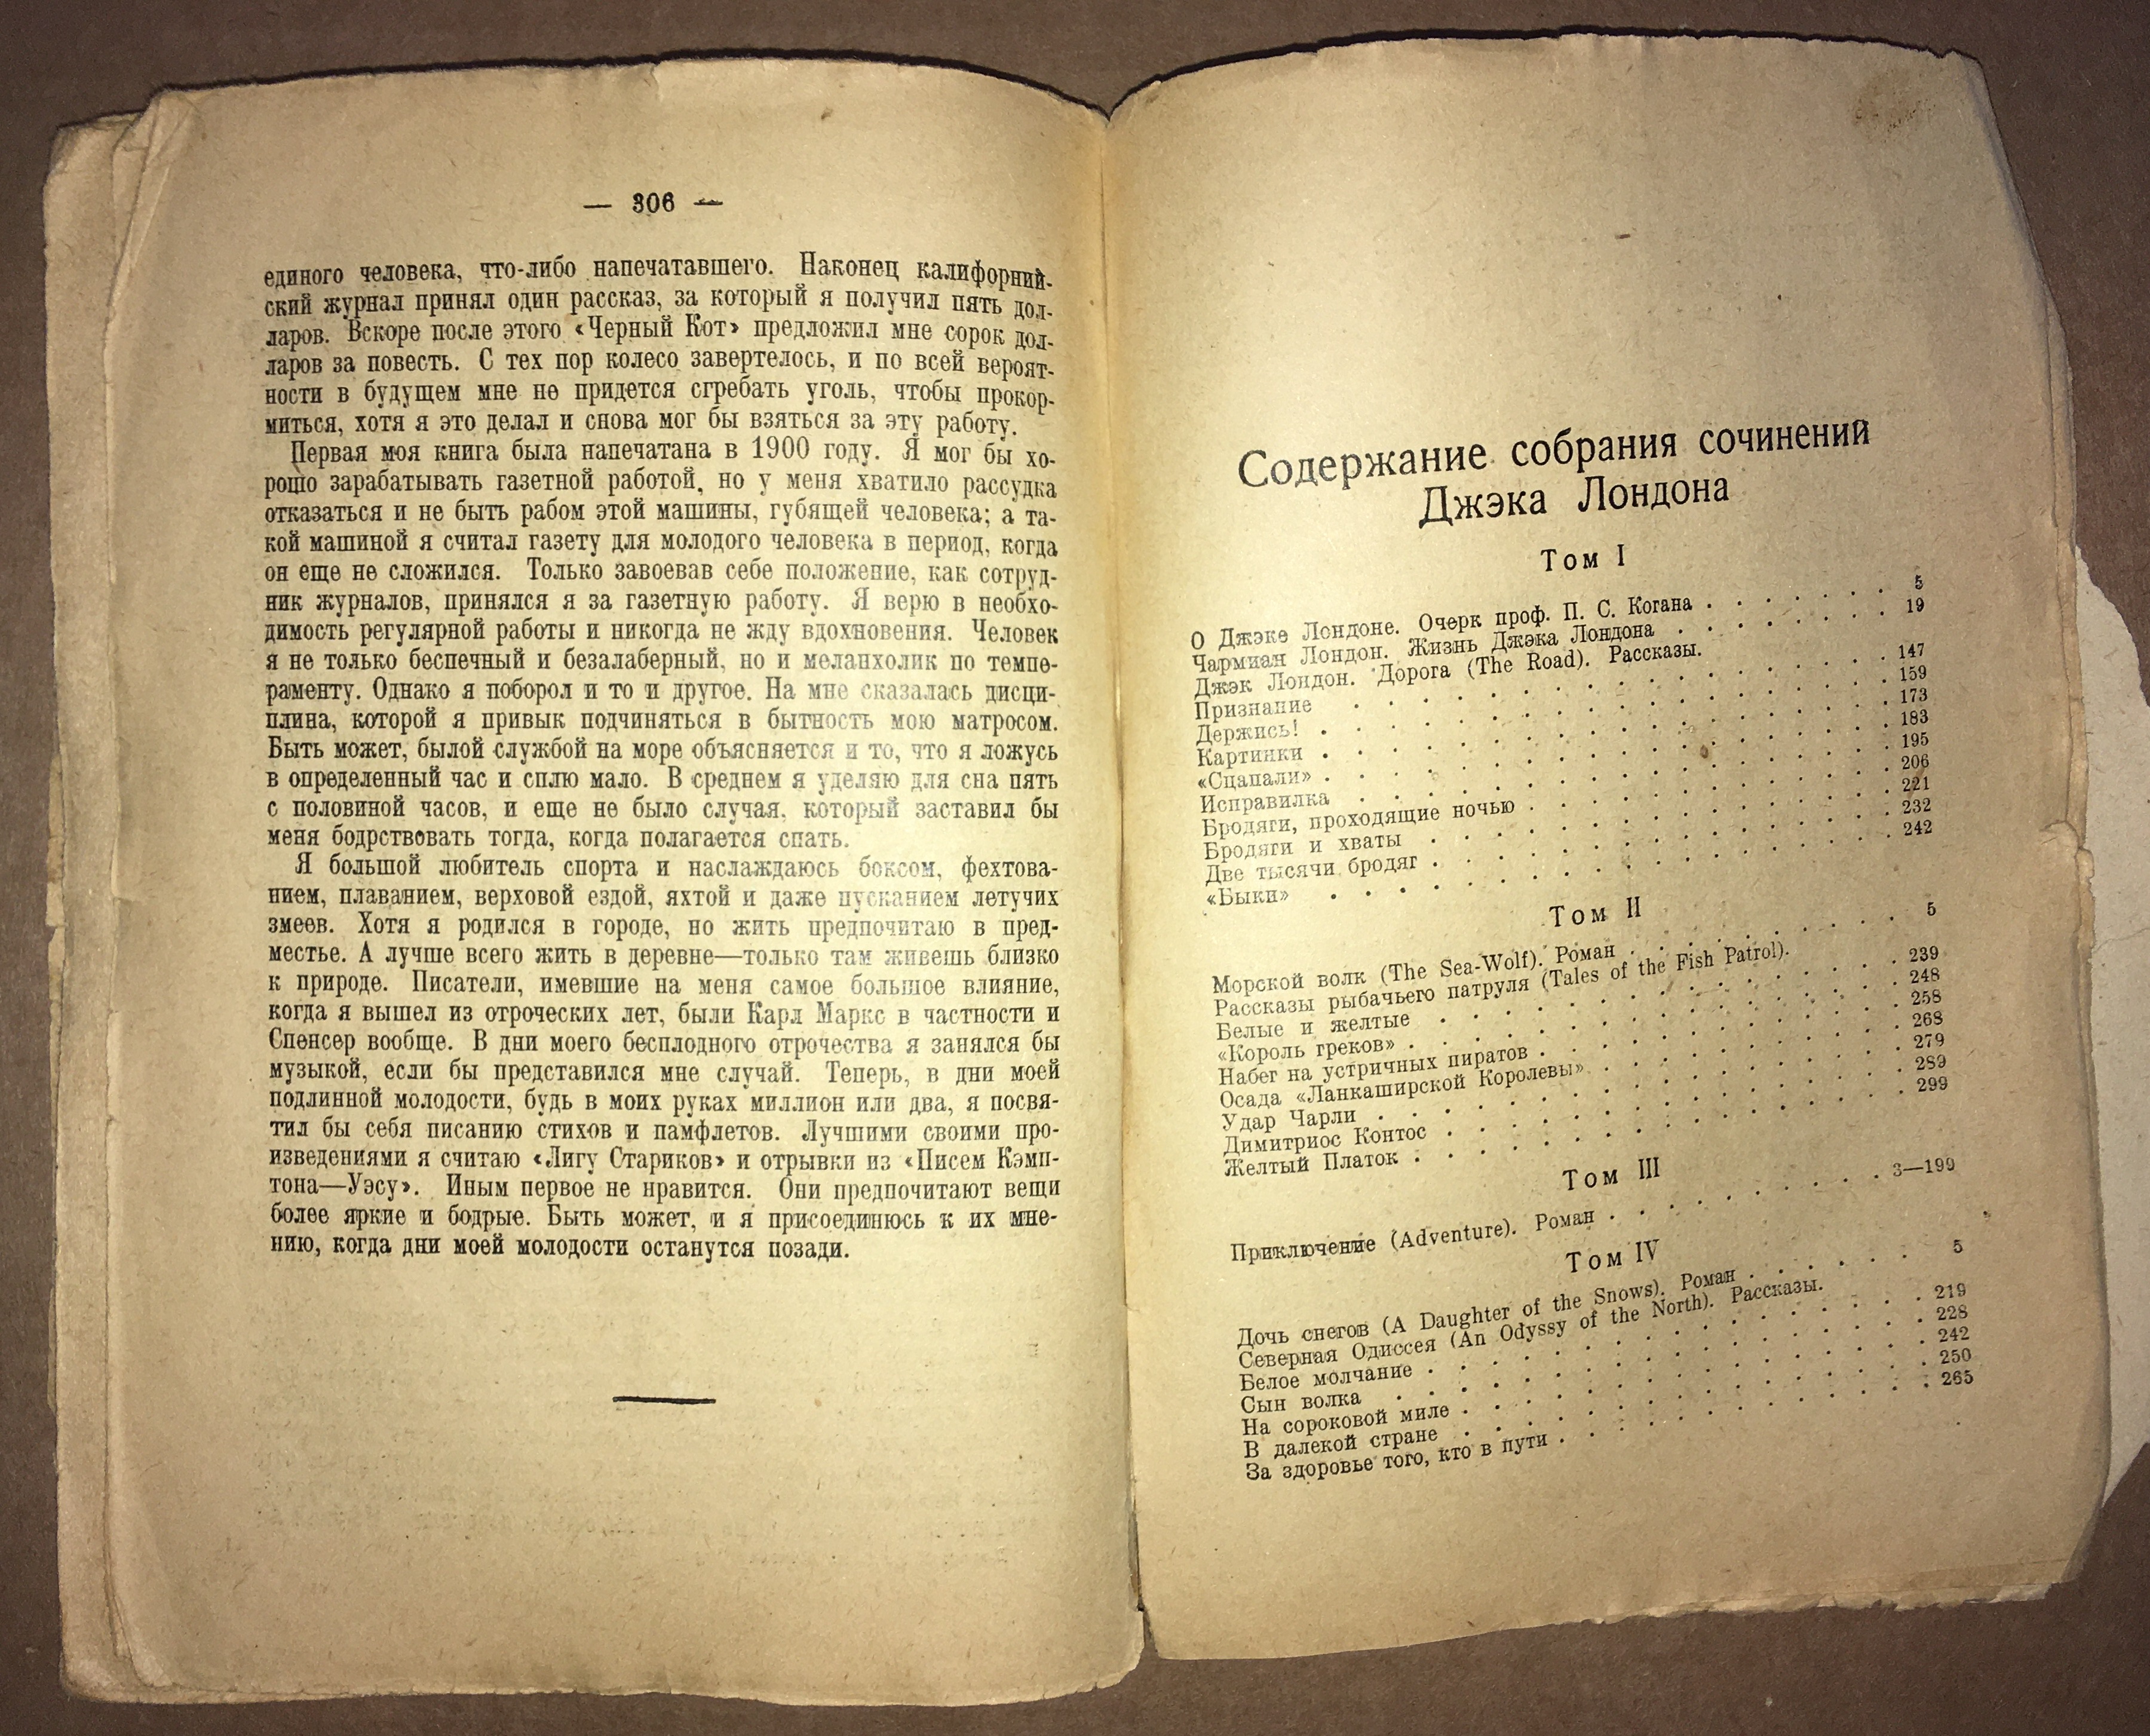 — 306 —
единого человека, что-либо напечатавшего. Наконец калифорний-
ский журнал принял один рассказ, за который я получил пять дол-
ларов. Вскоре после этого «Черный Кот» предложил мне сорок дол-
ларов за повесть. С тех пор колесо завертелось, и по всей вероят-
ности в будущем мне не придется сгребать уголь, чтобы прокор-
миться, хотя я это делал и снова мог бы взяться за эту работу.
Первая моя книга была напечатана в 1900 году. Я мог бы хо-
рошо зарабатывать газетной работой, но у меня хватило рассудка
отказаться и не быть рабом этой машины, губящей человека; а та-
кой машиной я считал газету для молодого человека в период, когда
он еще не сложился. Только завоевав себе положение, как сотруд-
ник журналов, принялся я за газетную работу. Я верю в необхо-
димость регулярной работы и никогда не жду вдохновения. Человек
я не только беспечный и безалаберный, но и меланхолик по темпе-
раменту. Однако я поборол и то и другое. На мне сказалась дисци-
плина, которой я привык подчиняться в бытность мою матросом.
Быть может, былой службой на море объясняется и то, что я ложусь
в определенный час и сплю мало. В среднем я уделяю для сна пять
с половиной часов, и еще не было случая, который заставил бы
меня бодрствовать тогда, когда полагается спать.
Я большой любитель спорта и наслаждаюсь боксом, фехтова-
нием, плаванием, верховой ездой, яхтой и даже пусканием летучих
змеев. Хотя я родился в городе, но жить предпочитаю в пред-
местье. А лучше всего жить в деревне—только там живешь близко
к природе. Писатели, имевшие на меня самое большое влияние,
когда я вышел из отроческих лет, были Карл Маркс в частности и
Спенсер вообще. В дни моего бесплодного отрочества я занялся бы
музыкой, если бы представился мне случай. Теперь, в дни моей
подлинной молодости, будь в моих руках миллион или два, я посвя-
тил бы себя писанию стихов и памфлетов. Лучшими своими про-
изведениями я считаю «Лигу Стариков» и отрывки из «Писем Кэмп-
тона—Уэсу». Иным первое не нравится. Они предпочитают вещи
более яркие и бодрые. Быть может, и я присоединюсь к их мне-
нию, когда дни моей молодости останутся позади.
Содержание собрания сочинений
Джэка Лондона
Том I
О Джэке Лондоне. Очерк проф. П. С. Когана . . . . . . . 5
Чармиан Лондон. Жизнь Джэка Лондона . . . . . . . 19
Джэк Лондон. Дорога (The Road). Рассказы.
Признание . . . . . . . 147
Держись! . . . . . . . 159
Картинки . . . . . . . 173
«Сцапали» . . . . . . . 183
Исправилка . . . . . . . 195
Бродяги, проходящие ночью . . . . . . . 206
Бродяги и хваты . . . . . . . 221
Две тысячи бродяг . . . . . . . 232
«Быки» . . . . . . . 242
Том II
Морской волк (The Sea-Wolf). Роман . . . . . . . 5
Рассказы рыбачьего патруля (Tales of the Fish Patrol).
Белые и желтые . . . . . . . 239
«Король греков» . . . . . . . 248
Набег на устричных пиратов . . . . . . . 258
Осада «Ланкаширской Королевы» . . . . . . . 268
Удар Чарли . . . . . . . 279
Димитриос Контос . . . . . . . 289
Желтый Платок . . . . . . . 299
Том III
Приключение (Adventure). Роман . . . . . . . 3—199
Том IV
Дочь снегов (A Daughter of the Snows). Роман . . . . . . . 5
Северная Одиссея (An Odyssy of the North). Рассказы.
Белое молчание . . . . . . . 219
Сын волка . . . . . . . 228
На сороковой миле . . . . . . . 242
В далекой стране . . . . . . . 250
За здоровье того, кто в пути . . . . . . . 265